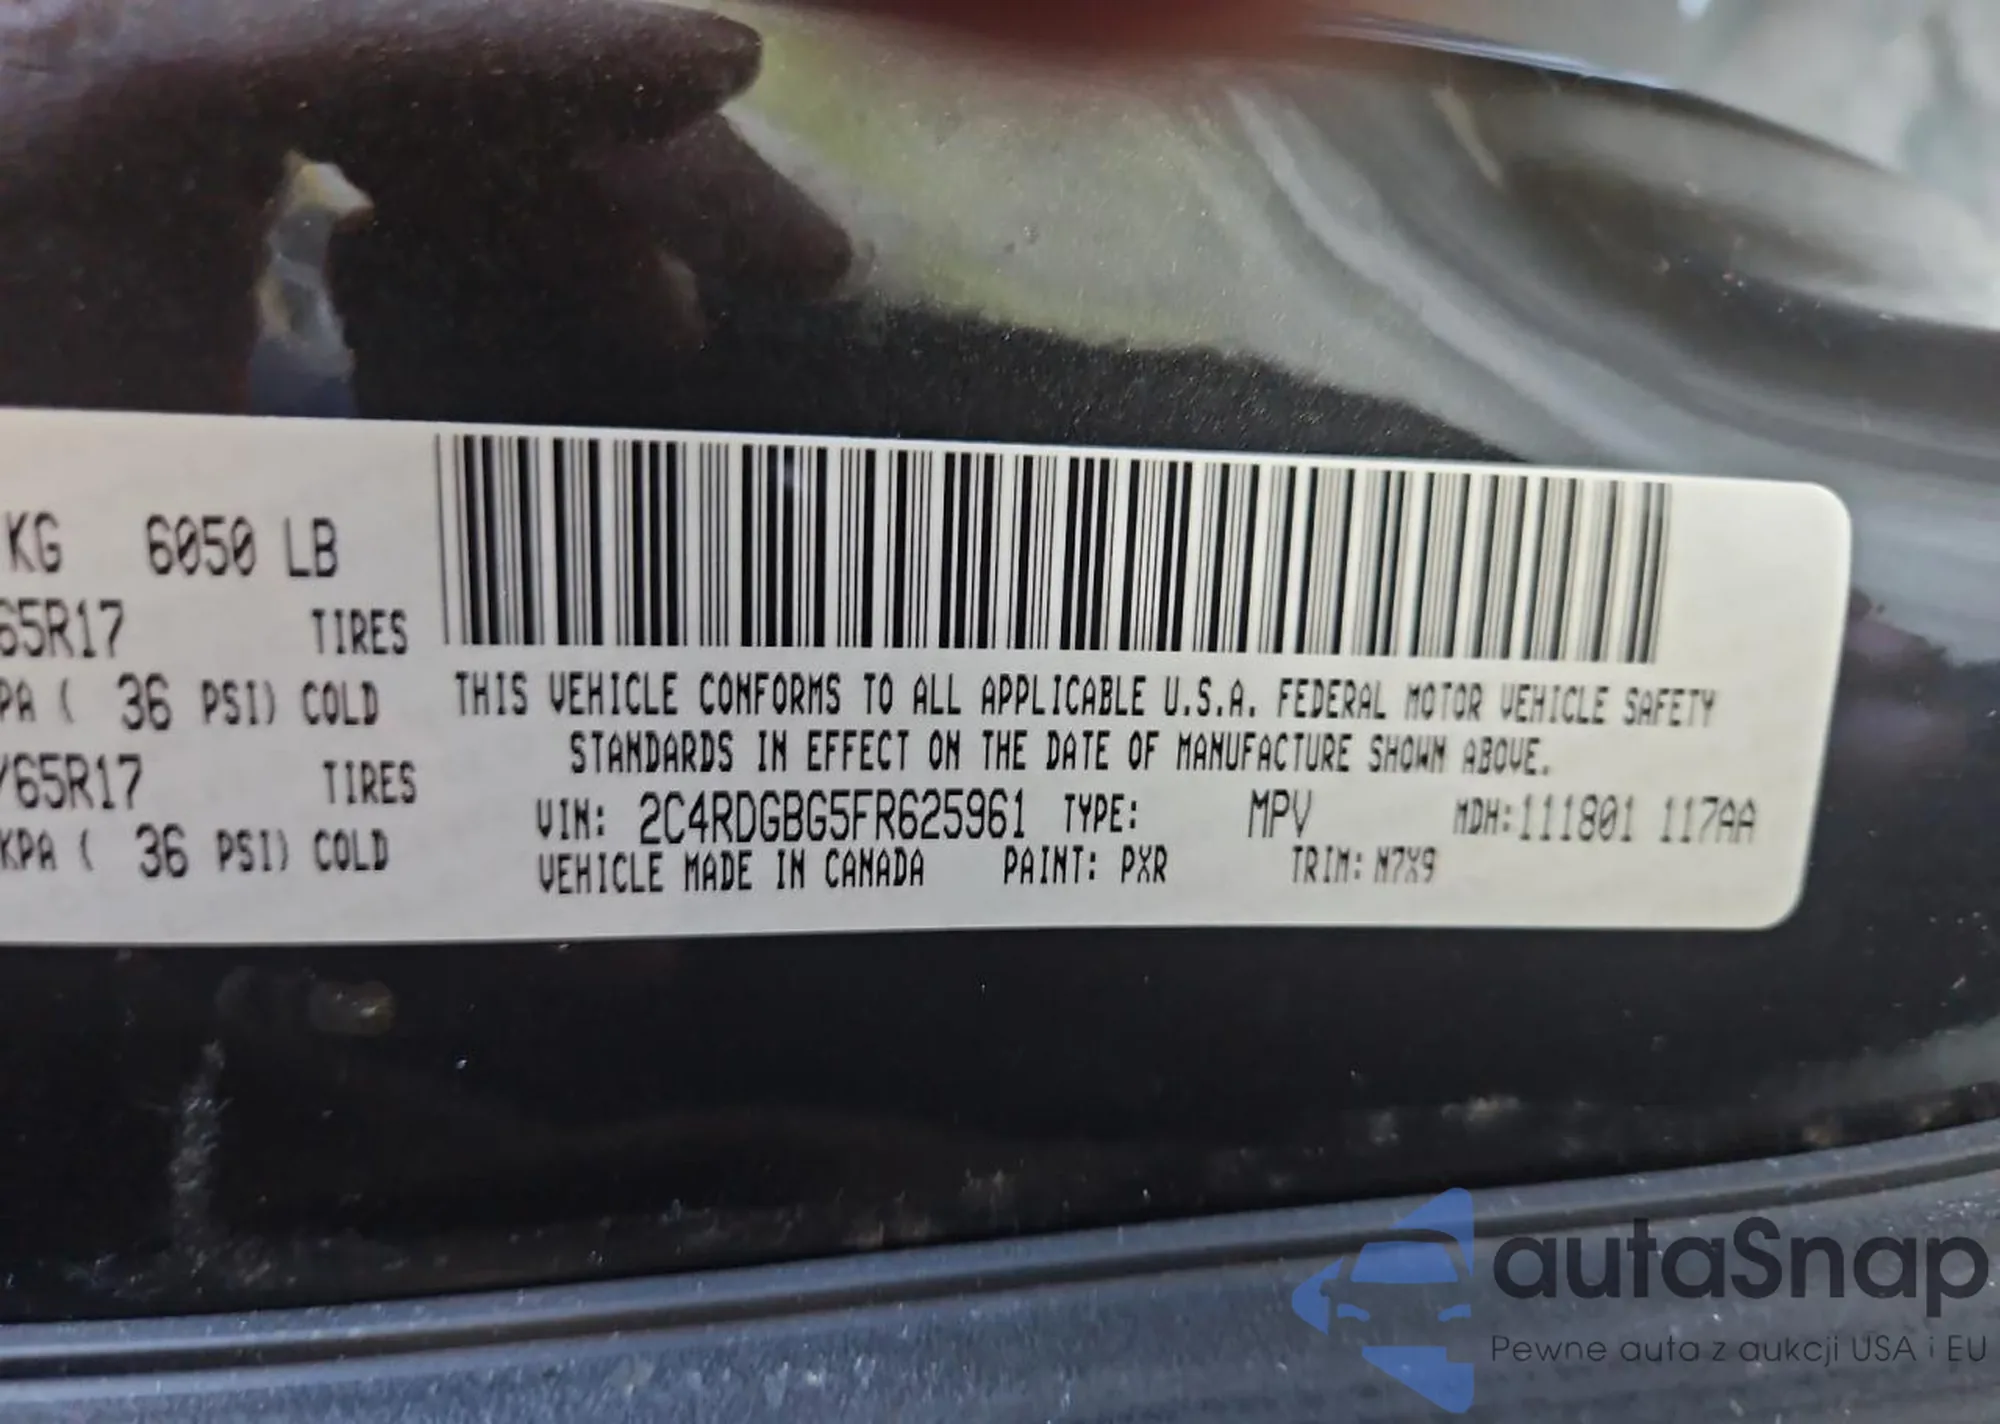 KG 6050 LB
65R17 TIRES
PA ( 36 PSI) COLD
/65R17 TIRES
KPA ( 36 PSI) COLD
THIS VEHICLE CONFORMS TO ALL APPLICABLE U.S.A. FEDERAL MOTOR VEHICLE SAFETY
STANDARDS IN EFFECT ON THE DATE OF MANUFACTURE SHOWN ABOVE.
VIN: 2C4RDGBG5FR625961 TYPE: MPV MDH:111801 117AA
VEHICLE MADE IN CANADA PAINT: PXR TRIM: N7X9
autaSnap
Pewne auta z aukcji USA i EU